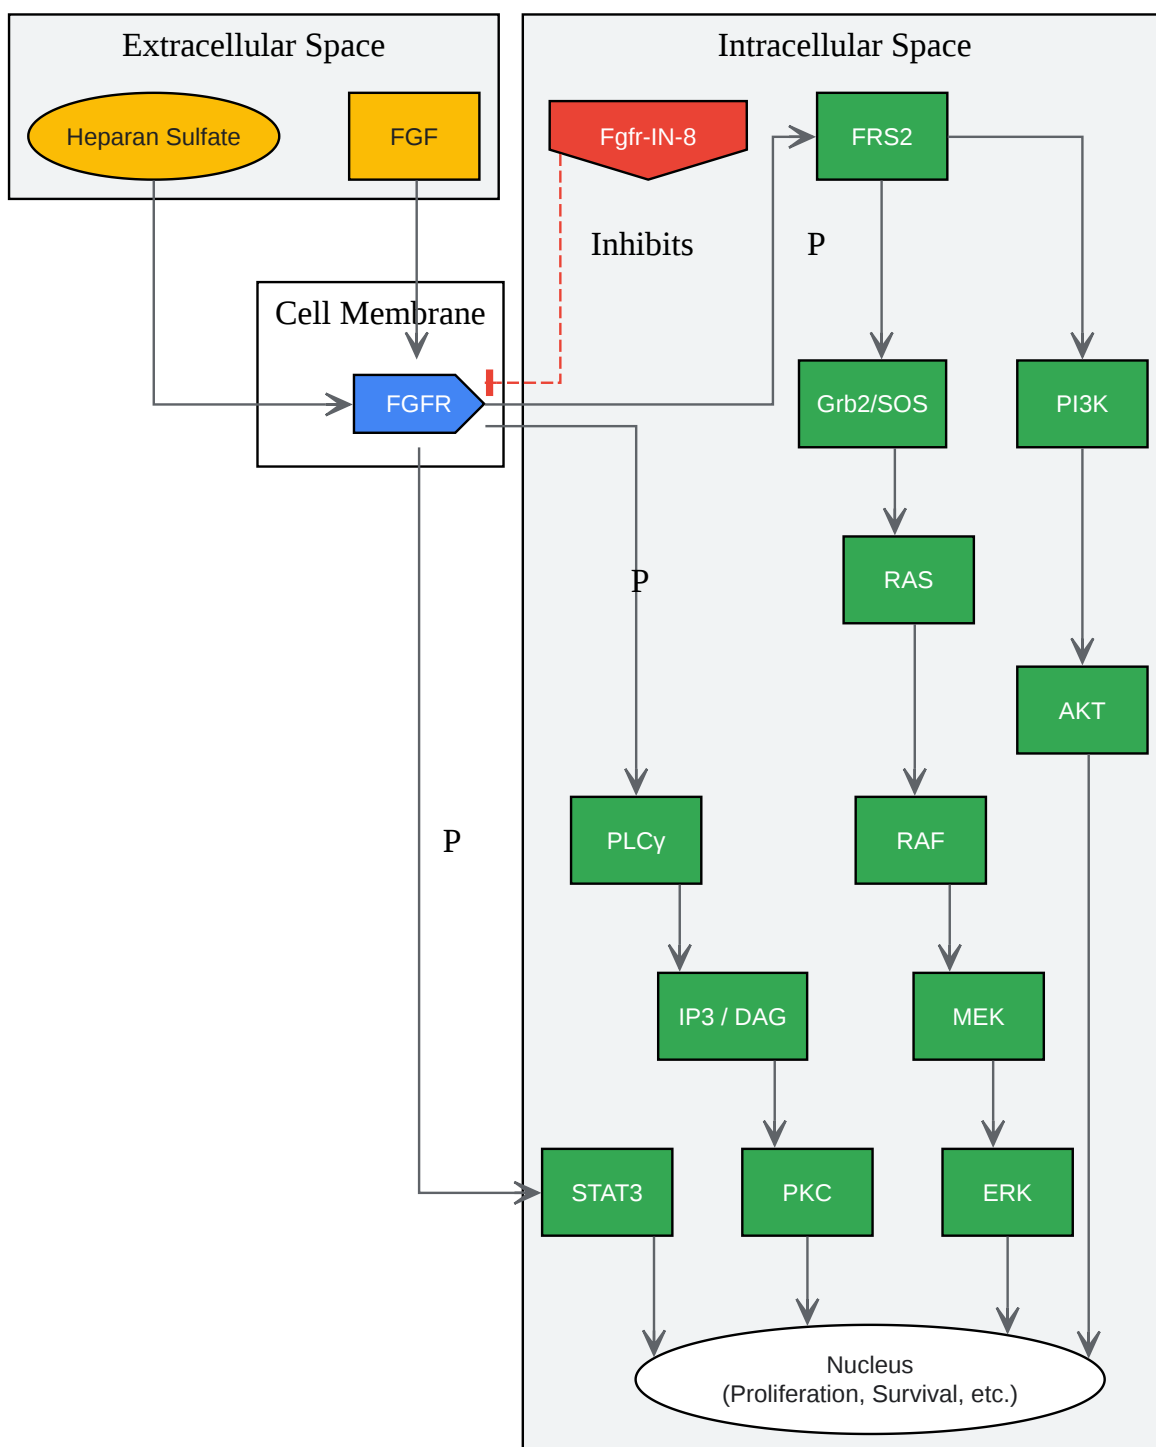 Extracellular Space
Intracellular Space
Heparan Sulfate
FGF
Fgfr-IN-8
FRS2
Inhibits
P
Cell Membrane
FGFR
Grb2/SOS
PI3K
P
RAS
AKT
P
PLCγ
RAF
IP3 / DAG
MEK
STAT3
PKC
ERK
Nucleus
(Proliferation, Survival, etc.)